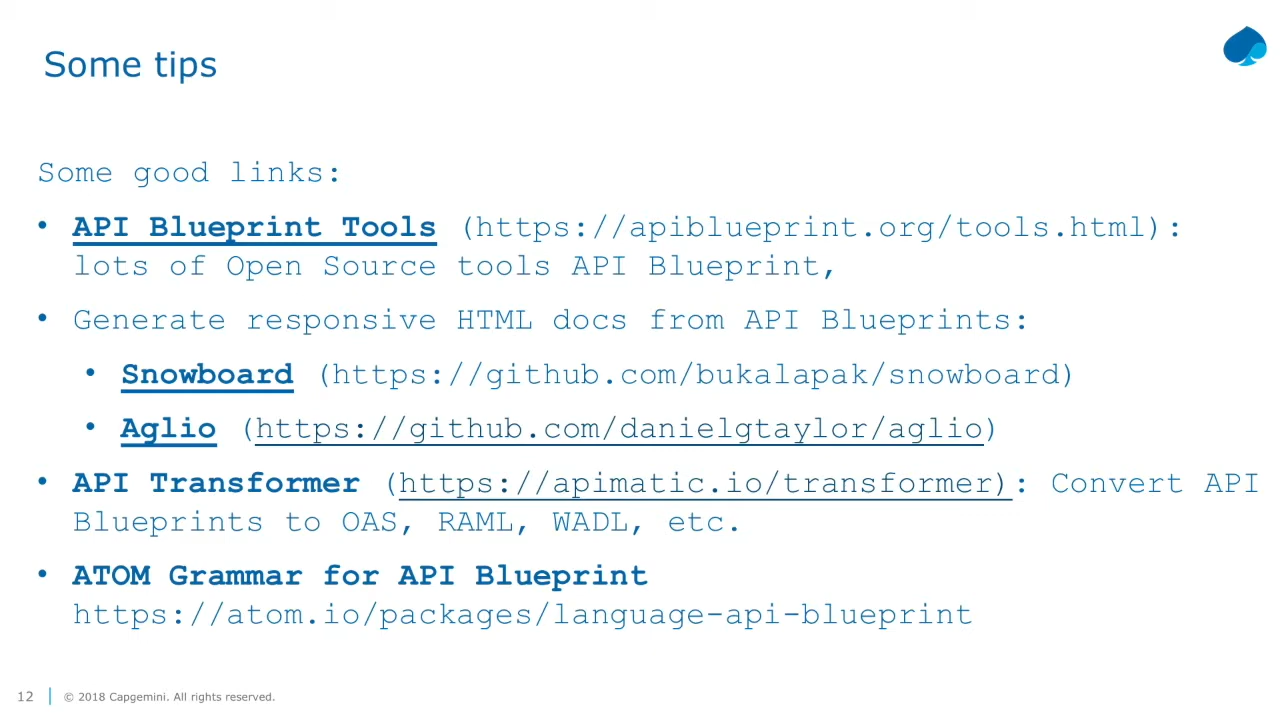 Some tips
Some good links:
• API Blueprint Tools (https://apiblueprint.org/tools.html):
lots of Open Source tools API Blueprint,
• Generate responsive HTML docs from API Blueprints:
• Snowboard (https://github.com/bukalapak/snowboard)
• Aglio (https://github.com/danielgtaylor/aglio)
• API Transformer (https://apimatic.io/transformer): Convert API
Blueprints to OAS, RAML, WADL, etc.
• ATOM Grammar for API Blueprint
https://atom.io/packages/language-api-blueprint
12 | © 2018 Capgemini. All rights reserved.